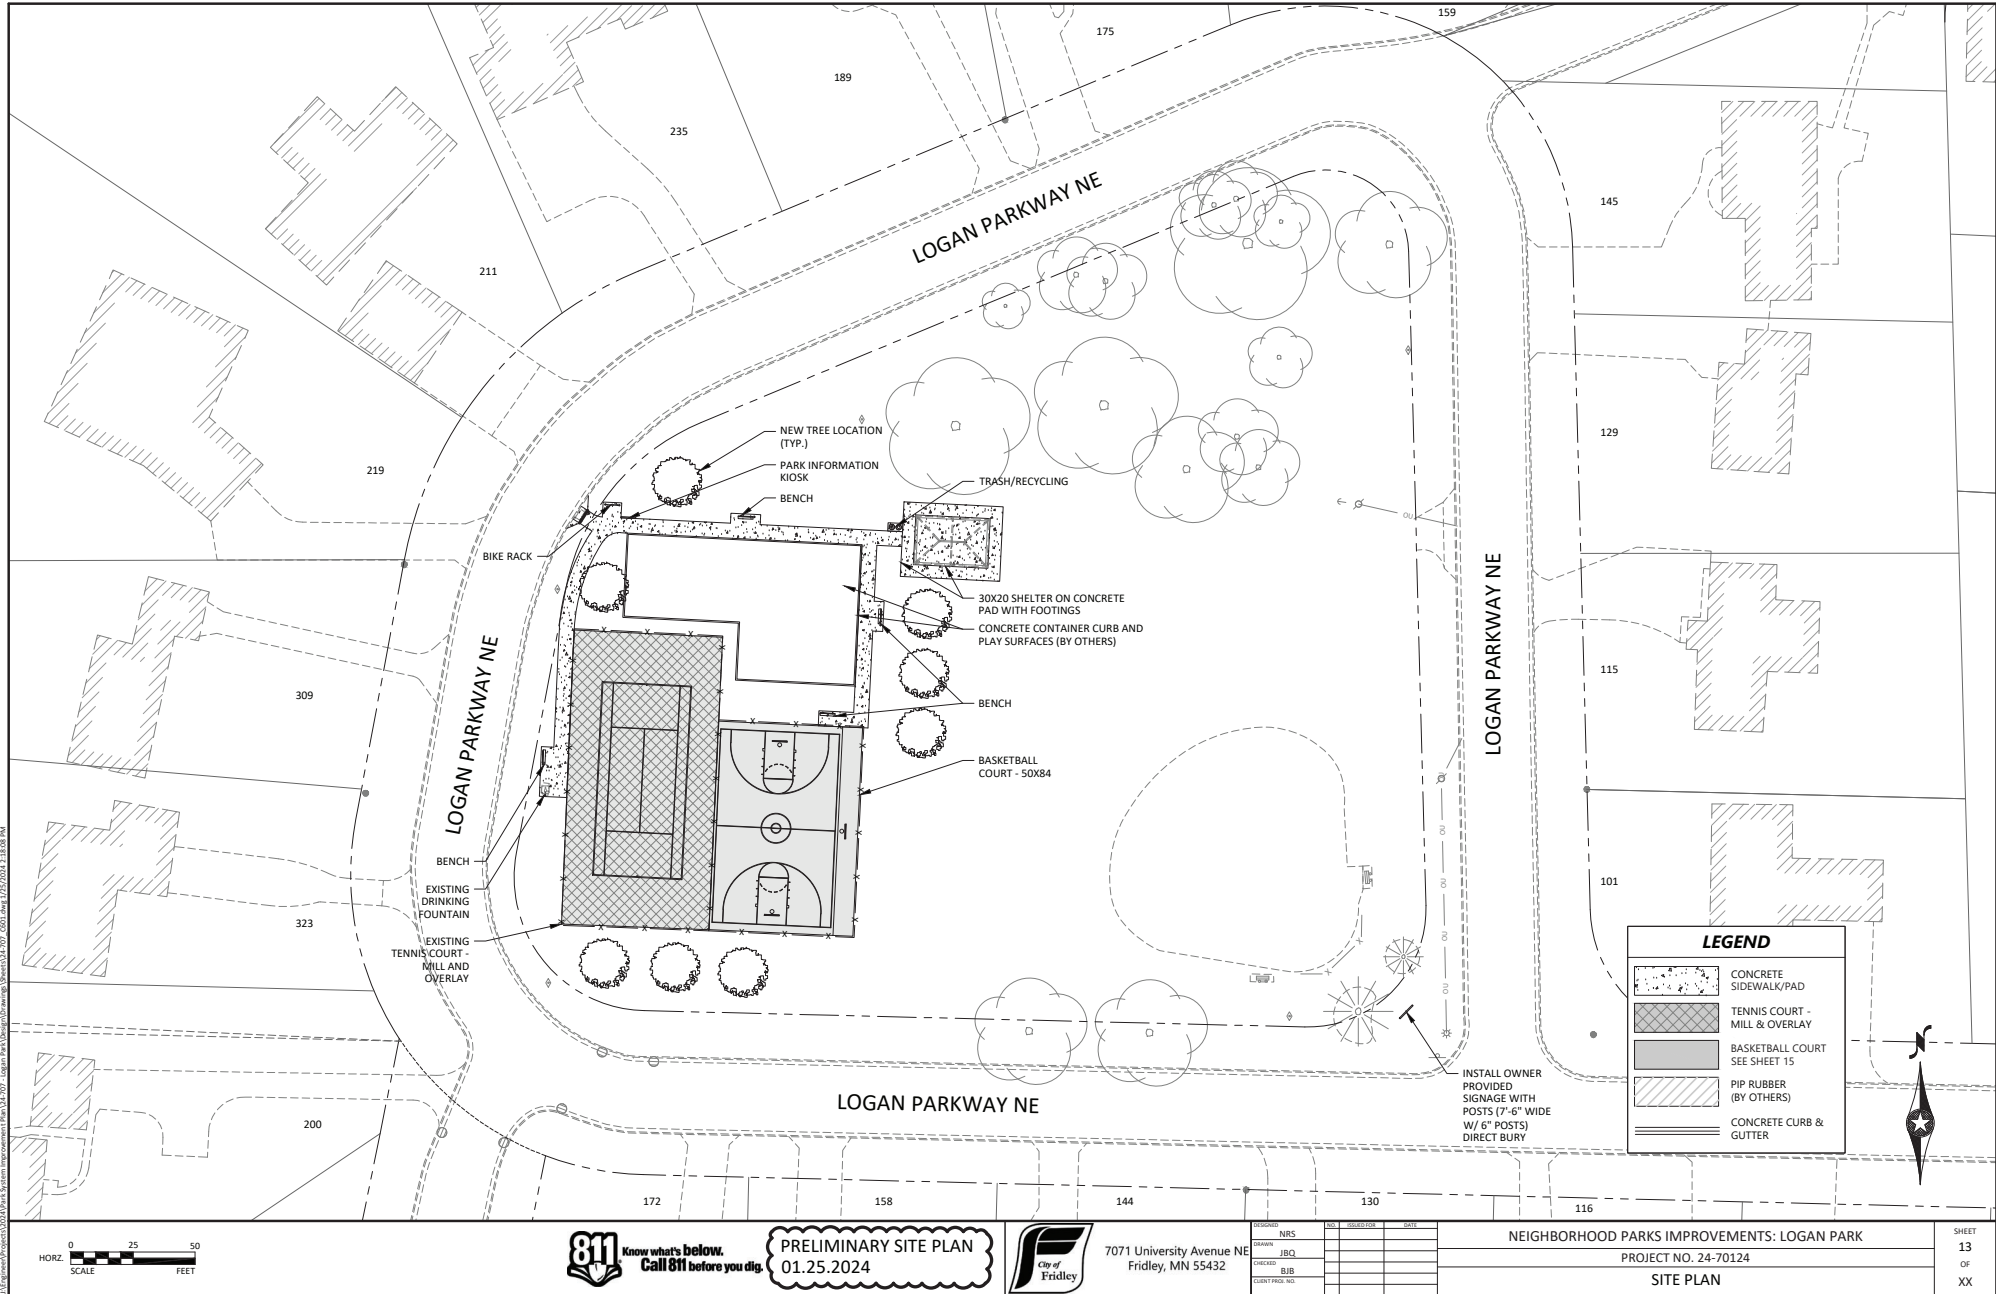 159
175
189
235
211
219
309
323
200
145
129
115
101
172
158
144
130
116
LOGAN PARKWAY NE
LOGAN PARKWAY NE
LOGAN PARKWAY NE
LOGAN PARKWAY NE
NEW TREE LOCATION
(TYP.)
PARK INFORMATION
KIOSK
BENCH
TRASH/RECYCLING
BIKE RACK
30X20 SHELTER ON CONCRETE
PAD WITH FOOTINGS
CONCRETE CONTAINER CURB AND
PLAY SURFACES (BY OTHERS)
BENCH
BASKETBALL
COURT - 50X84
BENCH
EXISTING
DRINKING
FOUNTAIN
EXISTING
TENNIS COURT -
MILL AND
OVERLAY
OU
OU
OU
OU
OU
INSTALL OWNER
PROVIDED
SIGNAGE WITH
POSTS (7'-6" WIDE
W/ 6" POSTS)
DIRECT BURY
LEGEND
CONCRETE
SIDEWALK/PAD
TENNIS COURT -
MILL & OVERLAY
BASKETBALL COURT
SEE SHEET 15
PIP RUBBER
(BY OTHERS)
CONCRETE CURB &
GUTTER
N
HORZ.
0 25 50
SCALE FEET
811
Know what's below.
Call 811 before you dig.
PRELIMINARY SITE PLAN
01.25.2024
City of
Fridley
7071 University Avenue NE
Fridley, MN 55432
DESIGNED
NRS
DRAWN
JBQ
CHECKED
BJB
CLIENT PROJ. NO.
NO. ISSUED FOR DATE
NEIGHBORHOOD PARKS IMPROVEMENTS: LOGAN PARK
PROJECT NO. 24-70124
SITE PLAN
SHEET
13
OF
XX